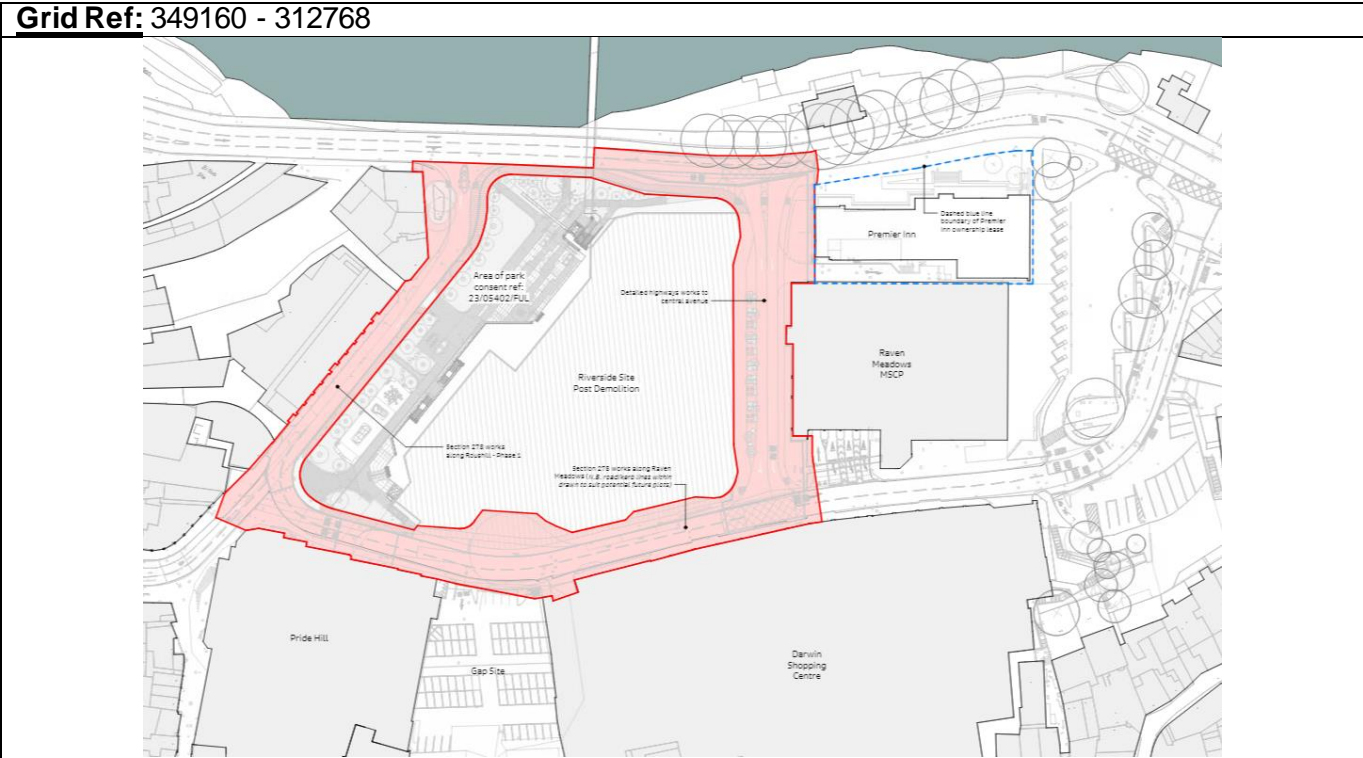 Grid Ref: 349160 - 312768
Dashed blue line
boundary of Premier
Inn ownership lease
Premier Inn
Area of park
consent ref:
23/05402/FUL
Detailed highways works to
central avenue
Raven
Meadows
MSCP
Riverside Site
Post Demolition
Section 278 works
along Roushill - Phase 1
Section 278 works along Raven
Meadows (N.B. road/kerb lines within
drawn to suit potential future plots)
Pride Hill
Gap Site
Darwin
Shopping
Centre